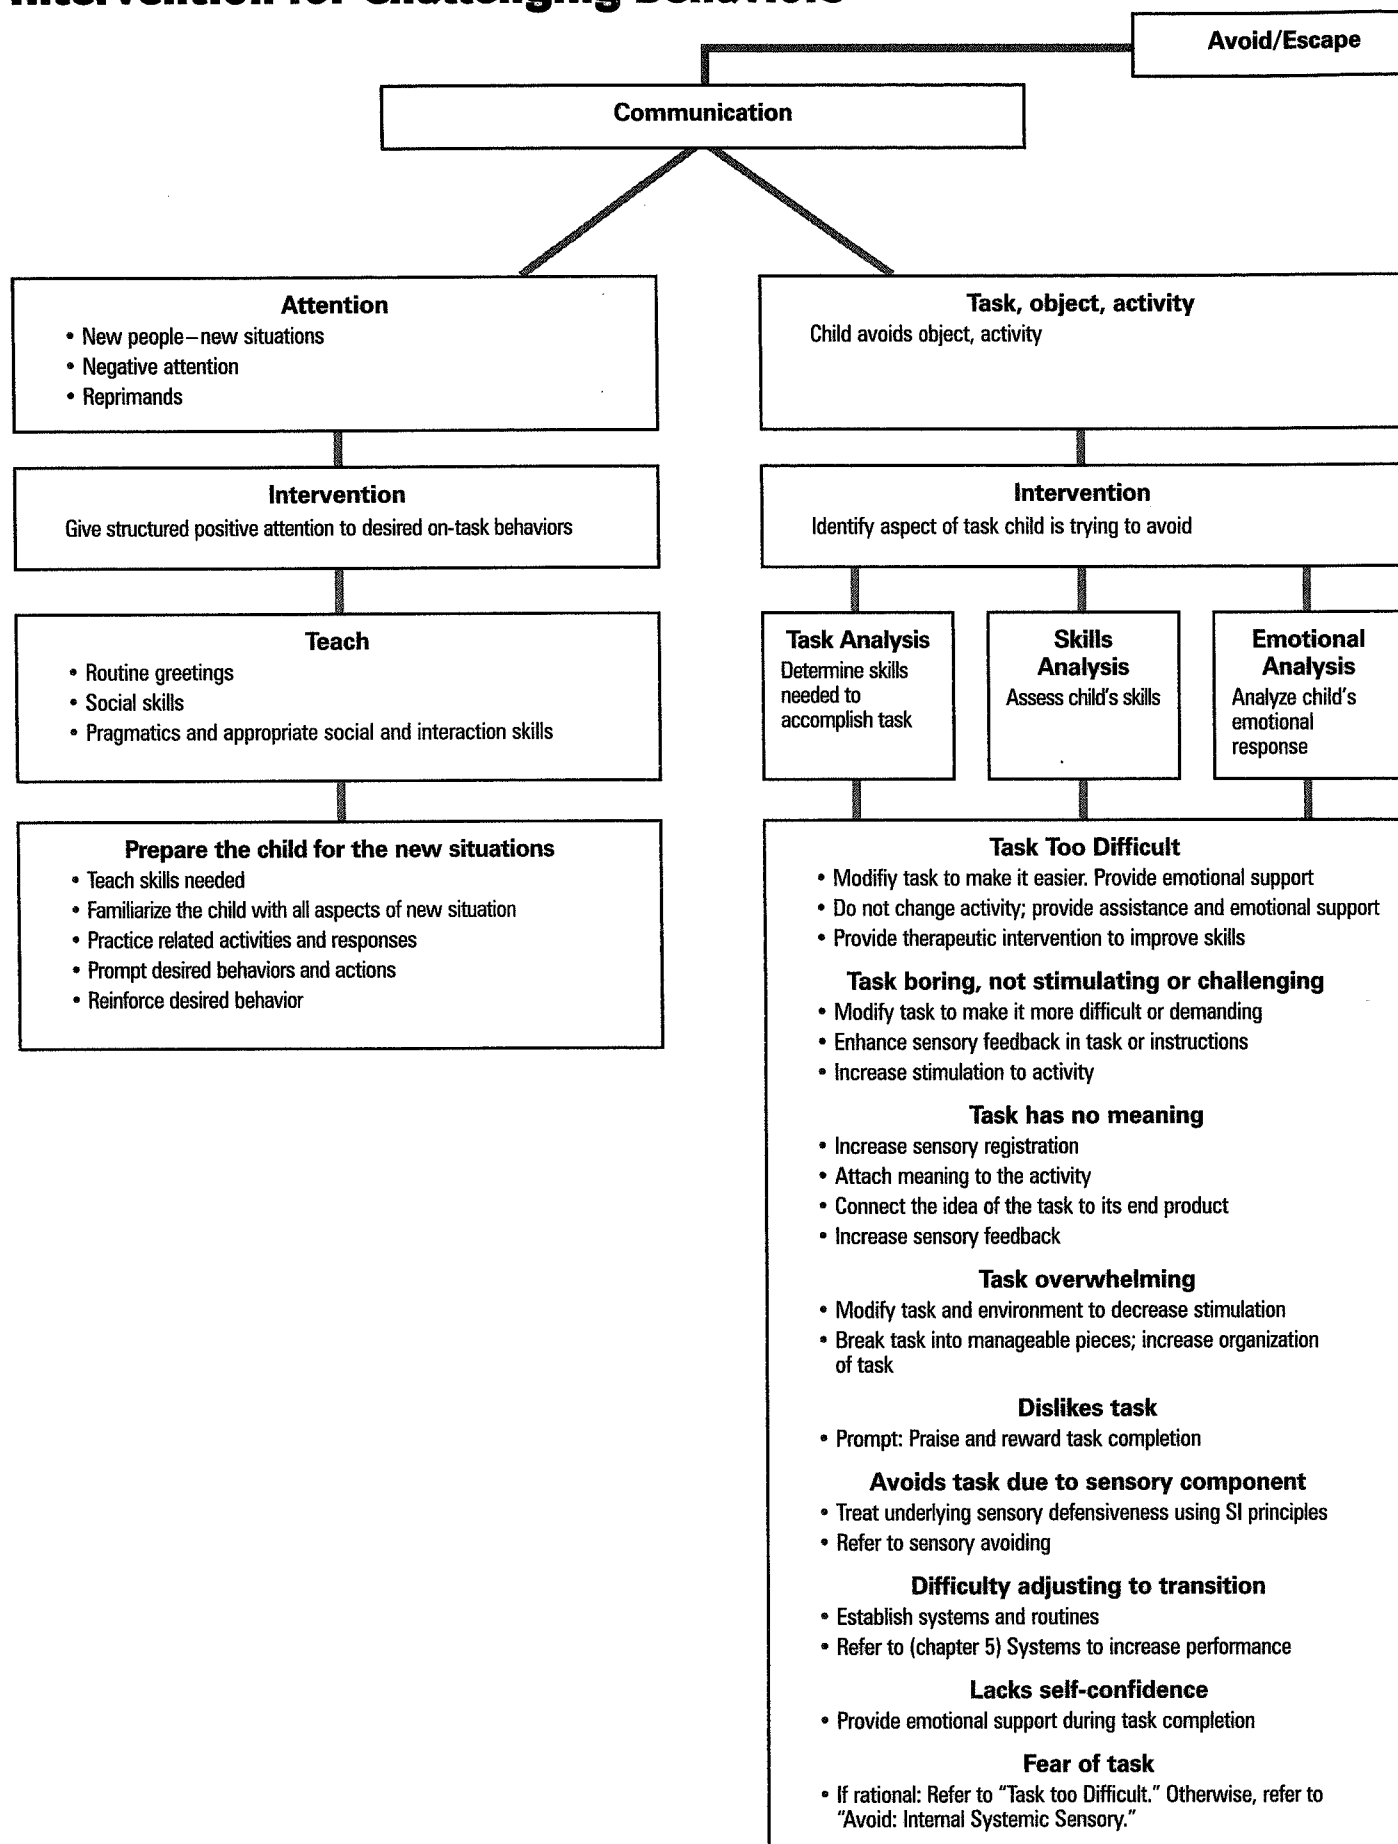 Intervention for Challenging Behaviors
Avoid/Escape
Communication
Attention
• New people–new situations
• Negative attention
• Reprimands
Intervention
Give structured positive attention to desired on-task behaviors
Teach
• Routine greetings
• Social skills
• Pragmatics and appropriate social and interaction skills
Prepare the child for the new situations
• Teach skills needed
• Familiarize the child with all aspects of new situation
• Practice related activities and responses
• Prompt desired behaviors and actions
• Reinforce desired behavior
Task, object, activity
Child avoids object, activity
Intervention
Identify aspect of task child is trying to avoid
Task Analysis
Determine skills
needed to
accomplish task
Skills
Analysis
Assess child's skills
Emotional
Analysis
Analyze child's
emotional
response
Task Too Difficult
• Modifiy task to make it easier. Provide emotional support
• Do not change activity; provide assistance and emotional support
• Provide therapeutic intervention to improve skills
Task boring, not stimulating or challenging
• Modify task to make it more difficult or demanding
• Enhance sensory feedback in task or instructions
• Increase stimulation to activity
Task has no meaning
• Increase sensory registration
• Attach meaning to the activity
• Connect the idea of the task to its end product
• Increase sensory feedback
Task overwhelming
• Modify task and environment to decrease stimulation
• Break task into manageable pieces; increase organization
of task
Dislikes task
• Prompt: Praise and reward task completion
Avoids task due to sensory component
• Treat underlying sensory defensiveness using SI principles
• Refer to sensory avoiding
Difficulty adjusting to transition
• Establish systems and routines
• Refer to (chapter 5) Systems to increase performance
Lacks self-confidence
• Provide emotional support during task completion
Fear of task
• If rational: Refer to "Task too Difficult." Otherwise, refer to
"Avoid: Internal Systemic Sensory."